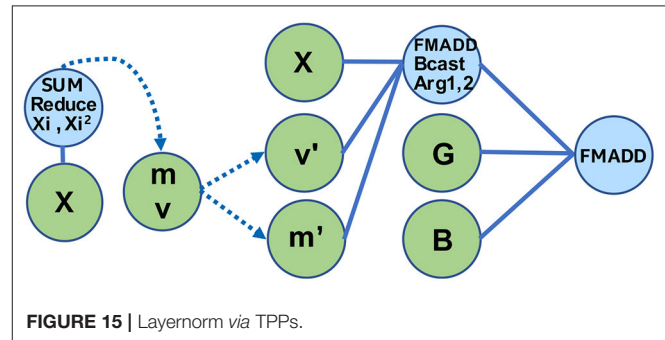 SUM
Reduce
Xi , Xi²
X
m
v
X
v'
m'
FMADD
Bcast
Arg1,2
G
B
FMADD
FIGURE 15 | Layernorm via TPPs.